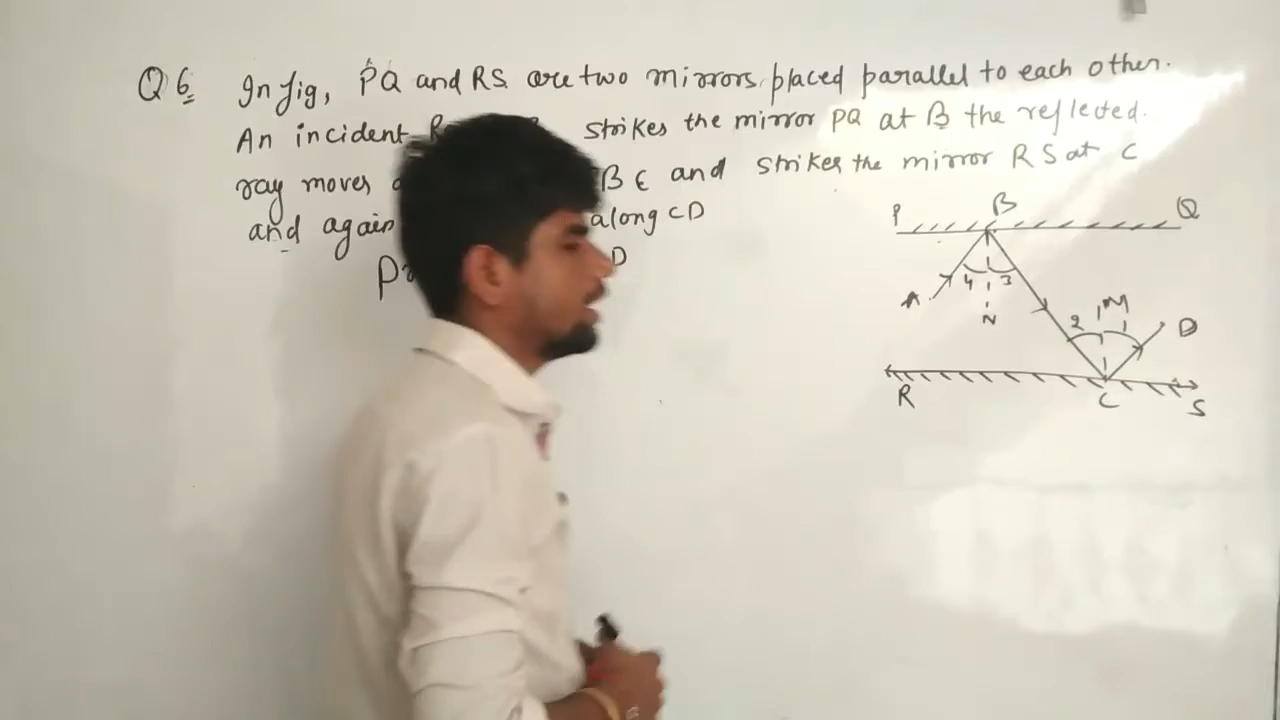 Q6 In fig, PQ and RS are two mirrors placed parallel to each other.
An incident strikes the mirror PQ at B the reflected.
ray moves and strikes the mirror RS at C
and again along CD
P B Q
A 4 3
N
2 M 1 D
R C S